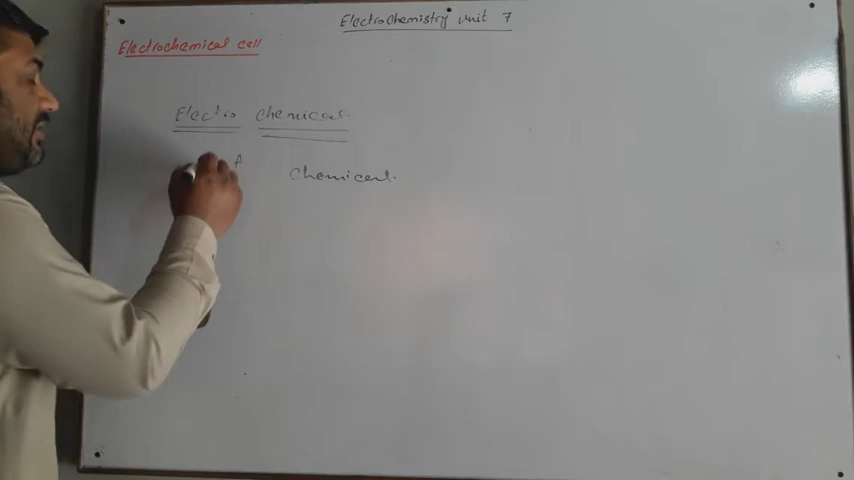 ElectroChemistry unit 7
Electrochemical cell
Electro Chemical.
Chemical.